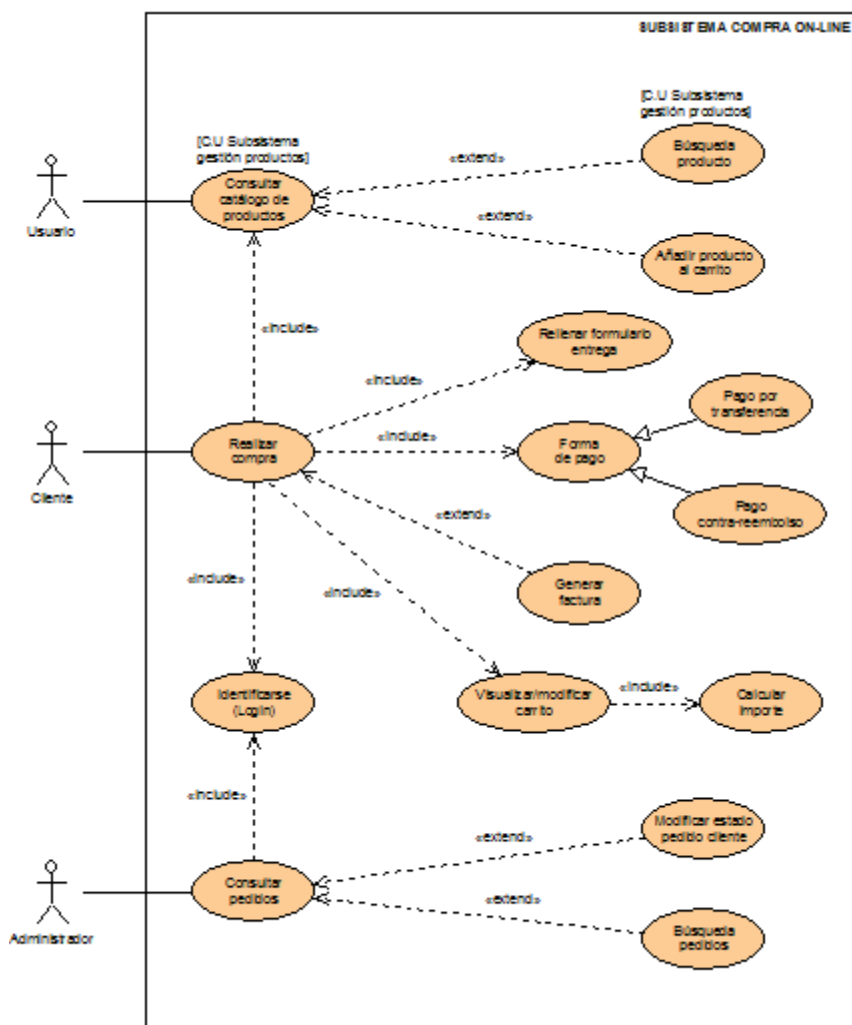 SUBSISTEMA COMPRA ON-LINE
[C.U Subsistema
gestión productos]
[C.U Subsistema
gestión productos]
Búsqueda
producto
«extend»
Consultar
catálogo de
productos
Usuario
«extend»
Añadir producto
al carrito
«include»
Rellenar formulario
entrega
«include»
Pago por
transferencia
Realizar
compra
«include»
Forma
de pago
Cliente
Pago
contra-reembolso
«extend»
«include»
«include»
Generar
factura
Identificarse
(Login)
Visualizar/modificar
carrito
«include»
Calcular
importe
«include»
Modificar estado
pedido cliente
«extend»
Consultar
pedidos
«extend»
Administrador
Búsqueda
pedidos